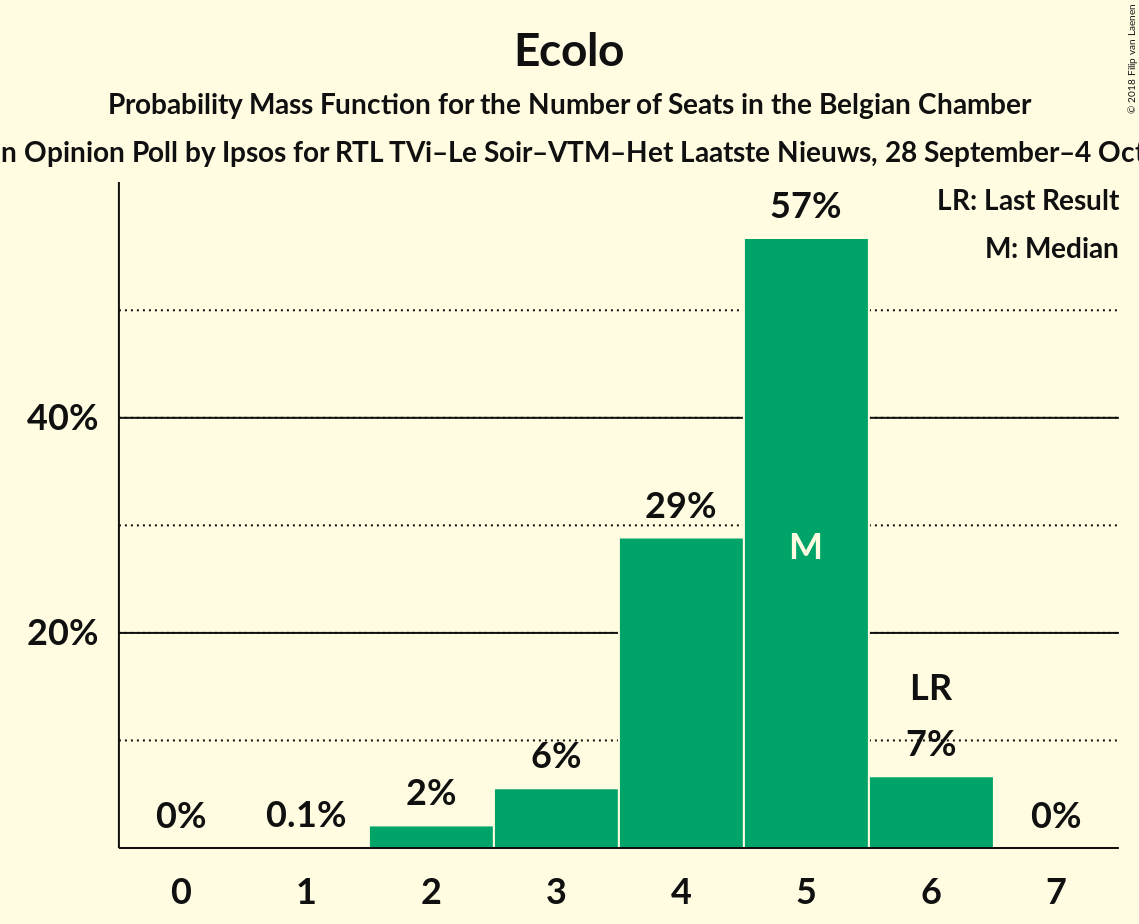 Ecolo
Probability Mass Function for the Number of Seats in the Belgian Chamber
n Opinion Poll by Ipsos for RTL TVi–Le Soir–VTM–Het Laatste Nieuws, 28 September–4 Oct
© 2018 Filip van Laenen
LR: Last Result
M: Median
57%
40%
29%
M
20%
LR
7%
6%
2%
0%
0.1%
0%
0 1 2 3 4 5 6 7